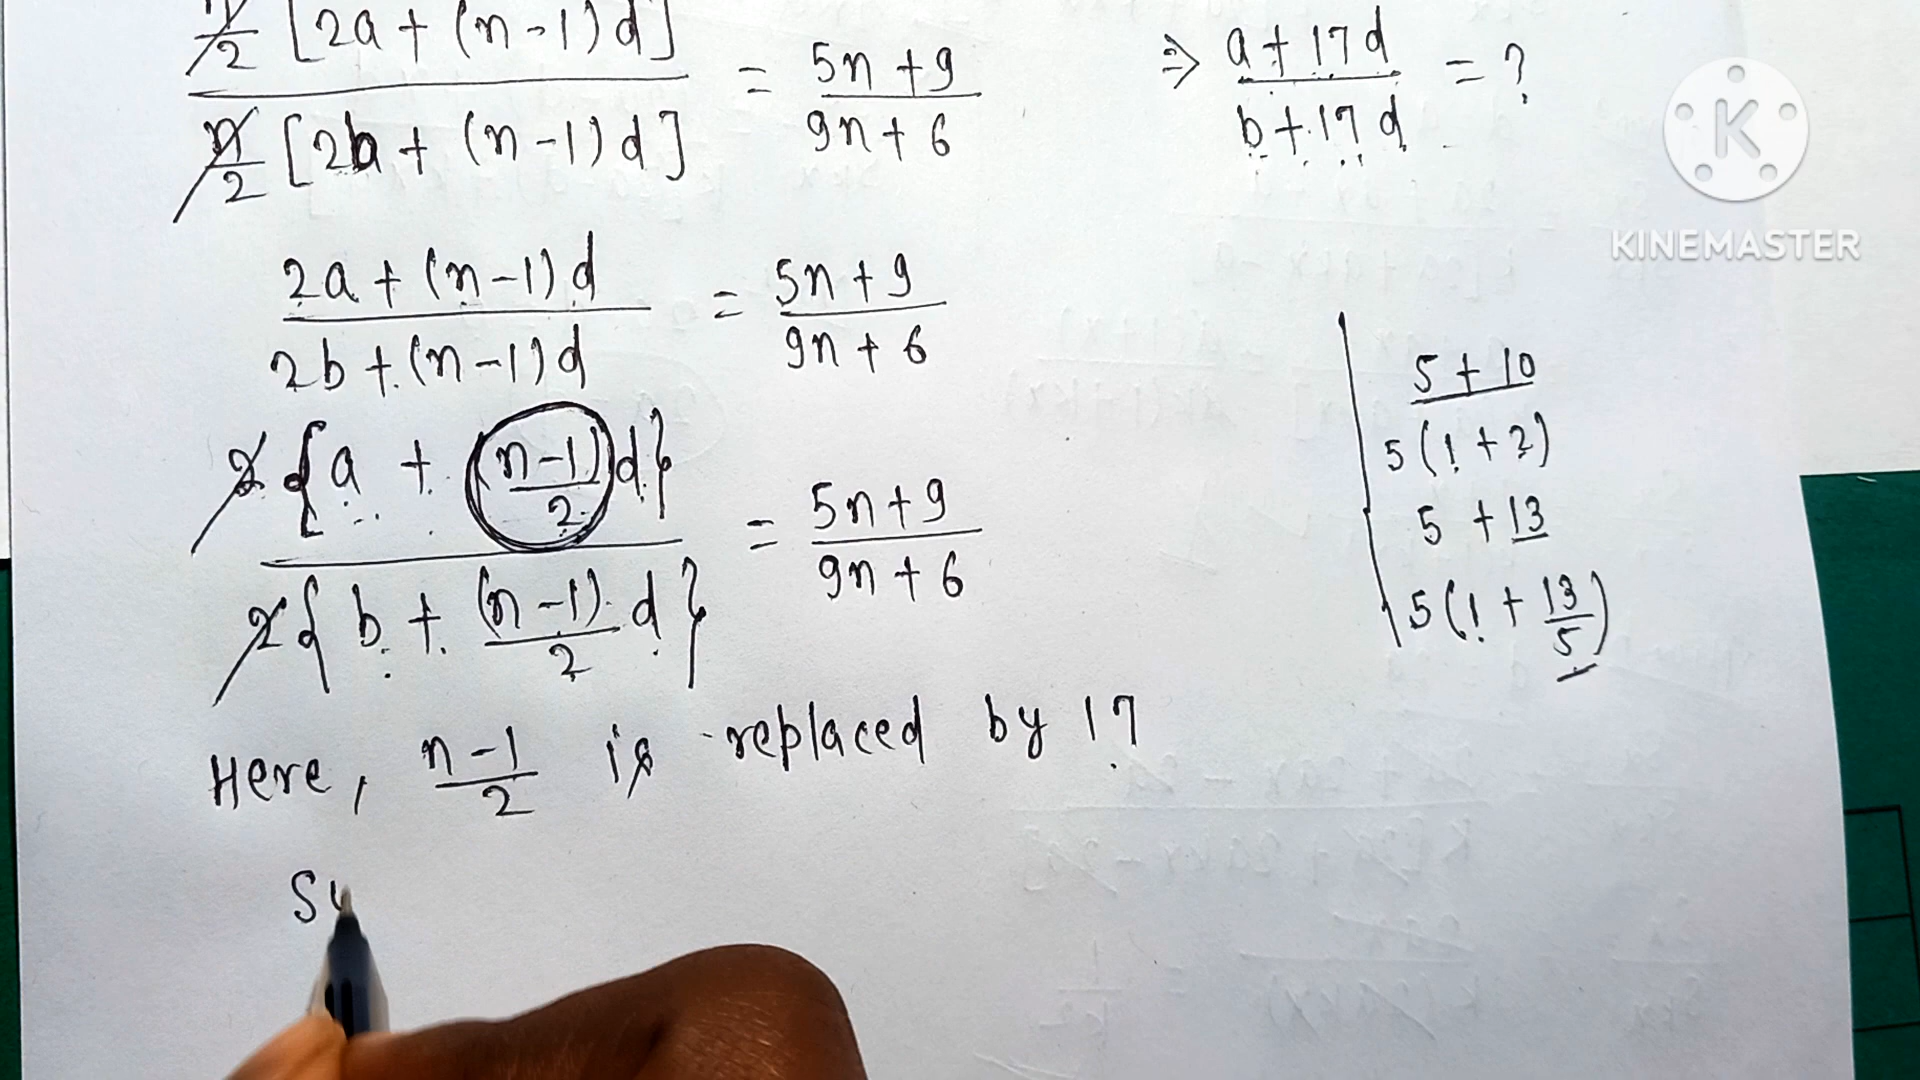 n/2 [2a + (n-1)d] / n/2 [2b + (n-1)d] = 5n+9 / 9n+6
⇒ a+17d / b+17d = ?
KINEMASTER
2a + (n-1)d / 2b + (n-1)d = 5n+9 / 9n+6
2{a + (n-1)/2 d} / 2{b + (n-1)/2 d} = 5n+9 / 9n+6
5 + 10
5(1+2)
5 + 13
5(1 + 13/5)
Here, n-1/2 is replaced by 17
Su